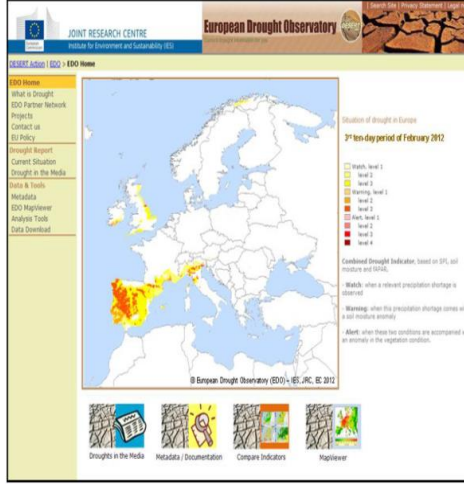 JOINT RESEARCH CENTRE
Institute for Environment and Sustainability (IES)
European Drought Observatory
| Search Site | Privacy Statement | Legal n
DESERT Action | EDO > EDO Home
EDO Home
What is Drought
EDO Partner Network
Projects
Contact us
EU Policy
Drought Report
Current Situation
Drought in the Media
Data & Tools
Metadata
EDO MapViewer
Analysis Tools
Data Download
© European Drought Observatory (EDO) – IES, JRC, EC 2012
Situation of drought in Europe
3rd ten-day period of February 2012
Watch, level 1
level 2
level 3
Warning, level 1
level 2
level 3
Alert, level 1
level 2
level 3
level 4
Combined Drought Indicator, based on SPI, soil
moisture and fAPAR.
- Watch: when a relevant precipitation shortage is
observed
- Warning: when this precipitation shortage comes wi
a soil moisture anomaly
- Alert: when these two conditions are accompanied
an anomaly in the vegetation condition.
Droughts in the Media
Metadata / Documentation
Compare Indicators
MapViewer